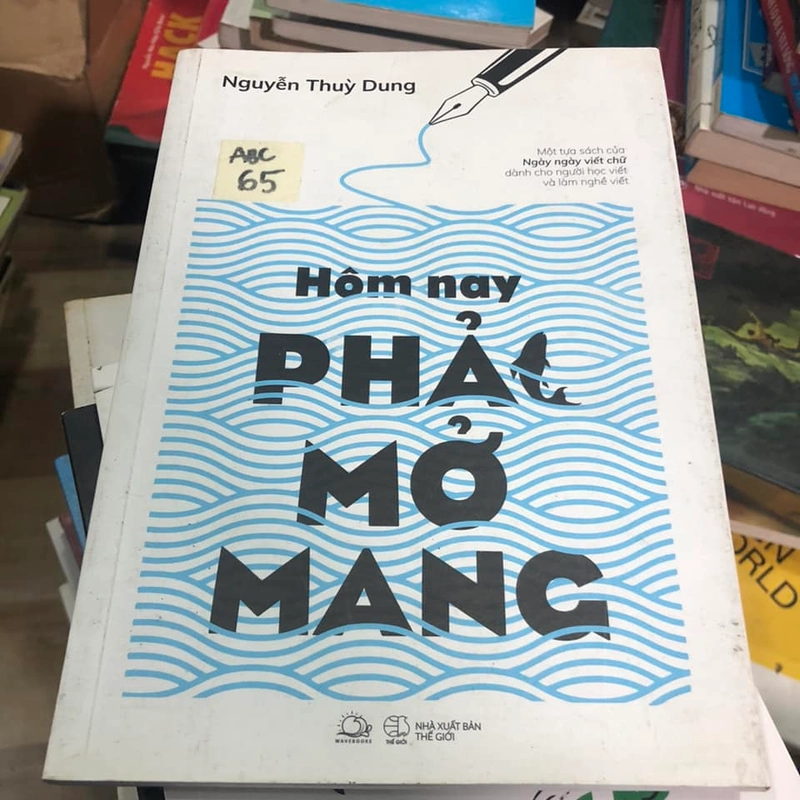 Nguyễn Thuỳ Dung
ABC
65
Một tựa sách của
Ngày ngày viết chữ
dành cho người học viết
và làm nghề viết.
Hôm nay
PHẢI
MỞ
MANG
WAVEBOOKS
THẾ GIỚI
NHÀ XUẤT BẢN
THẾ GIỚI
HACK
ORLD